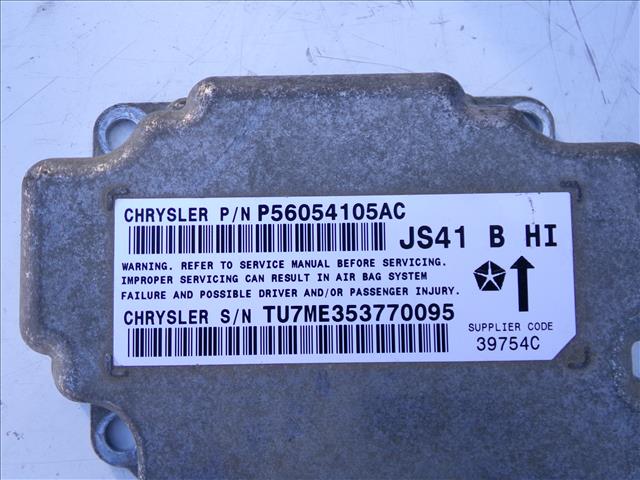 CHRYSLER P/N P56054105AC
JS41 B HI
WARNING. REFER TO SERVICE MANUAL BEFORE SERVICING.
IMPROPER SERVICING CAN RESULT IN AIR BAG SYSTEM
FAILURE AND POSSIBLE DRIVER AND/OR PASSENGER INJURY.
CHRYSLER S/N TU7ME353770095
SUPPLIER CODE
39754C